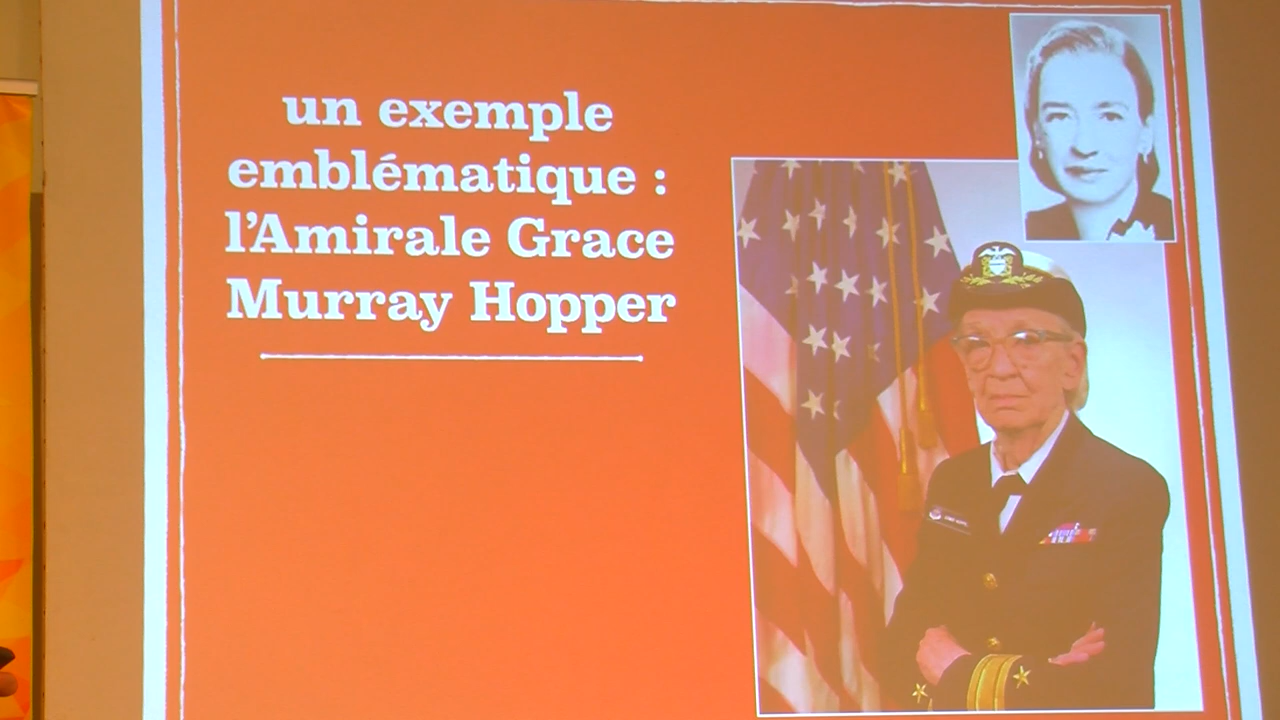 un exemple
emblématique :
l’Amirale Grace
Murray Hopper